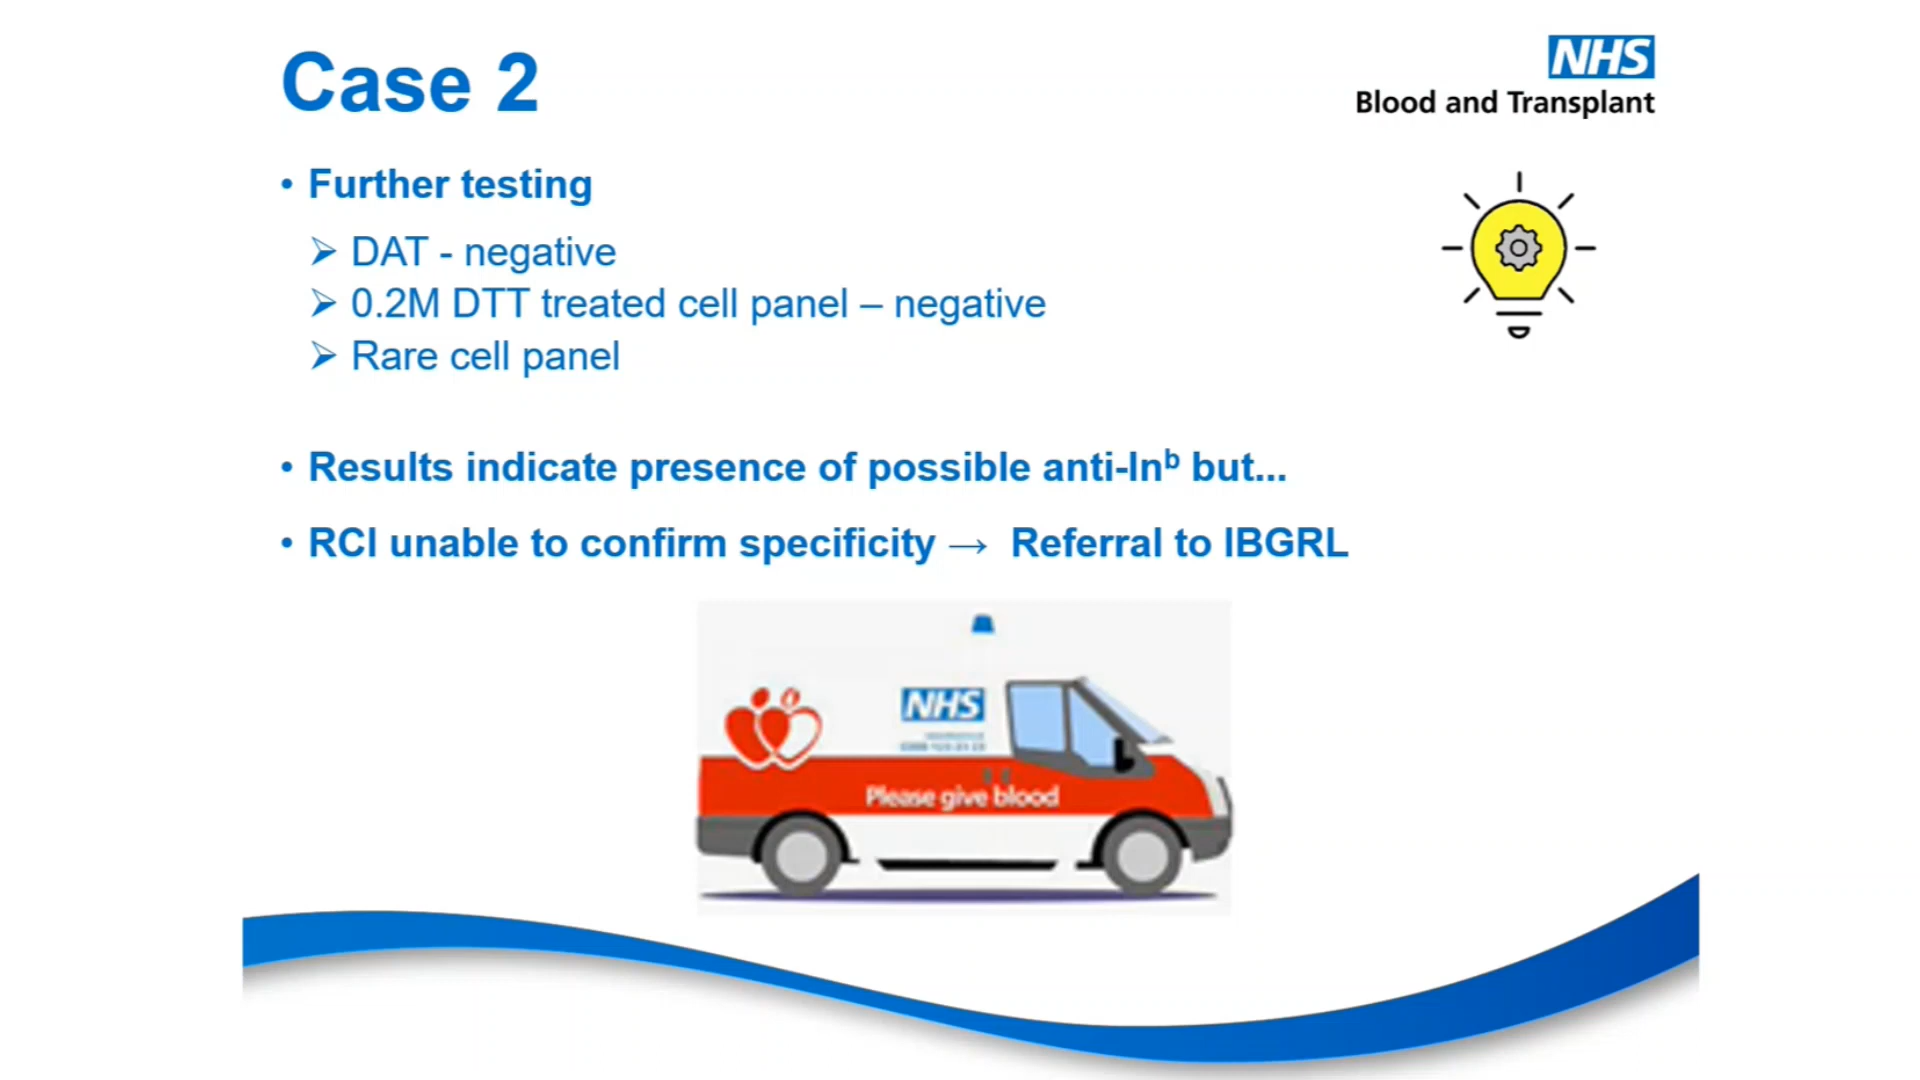 Case 2
NHS
Blood and Transplant
• Further testing
➢ DAT - negative
➢ 0.2M DTT treated cell panel – negative
➢ Rare cell panel
• Results indicate presence of possible anti-Inᵇ but...
• RCI unable to confirm specificity → Referral to IBGRL
NHS
Please give blood